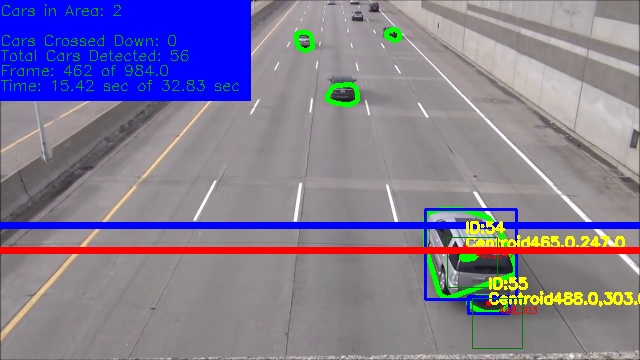 Cars in Area: 2
Cars Crossed Down: 0
Total Cars Detected: 56
Frame: 462 of 984.0
Time: 15.42 sec of 32.83 sec
ID:54
Centroid465.0,247.0
ID:55
Centroid488.0,303.0